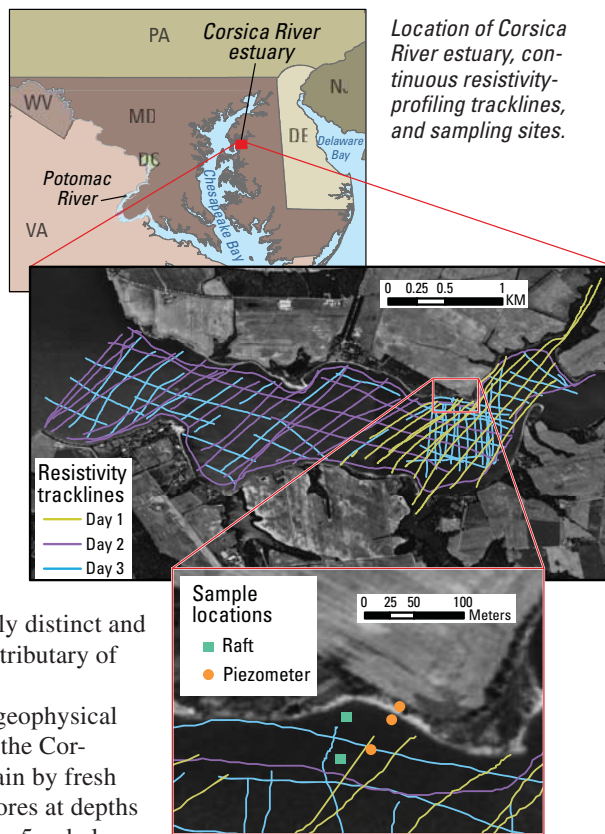 PA
Corsica River
estuary
Location of Corsica
River estuary, con-
tinuous resistivity-
profiling tracklines,
and sampling sites.
WV
MD
NJ
DE
Delaware
Bay
DC
Potomac
River
Chesapeake Bay
VA
0 0.25 0.5 1
KM
Resistivity
tracklines
Day 1
Day 2
Day 3
Sample
locations
Raft
Piezometer
0 25 50 100
Meters
ly distinct and
tributary of
geophysical
the Cor-
ain by fresh
ores at depths